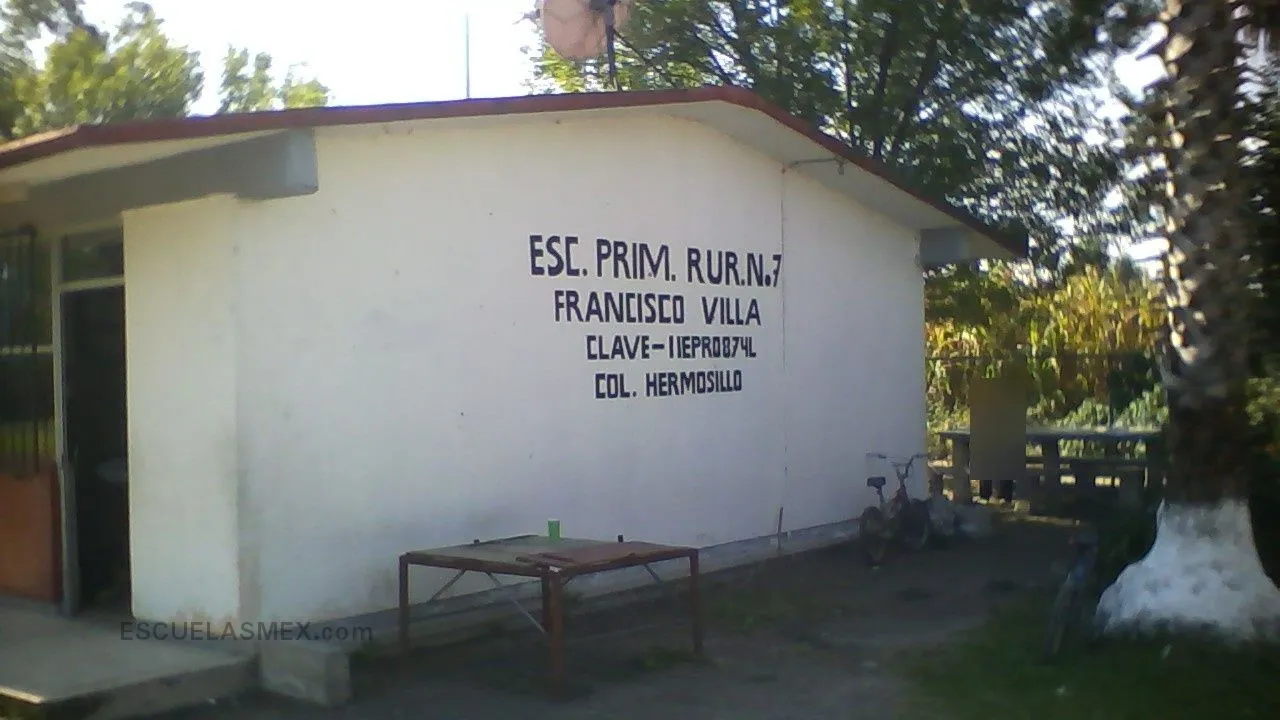 ESC. PRIM. RUR.N.7
FRANCISCO VILLA
CLAVE-11EPR0874L
COL. HERMOSILLO
ESCUELASMEX.com